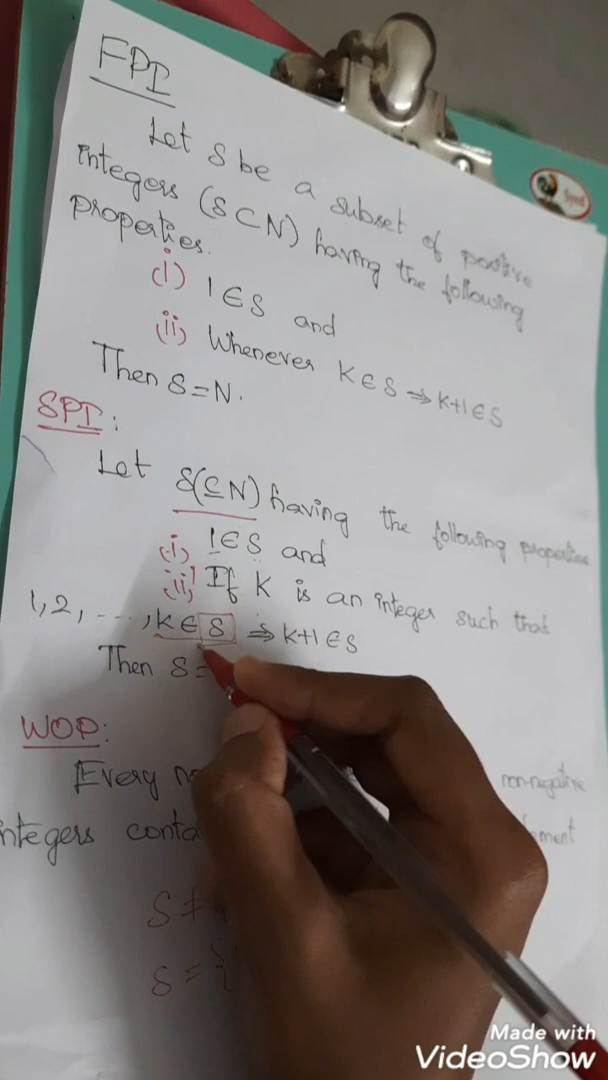 FPI
Let S be a subset of positive
integers (S⊂N) having the following
properties.
(i) 1∈S and
(ii) Whenever K∈S ⇒ K+1∈S
Then S=N.
SPI:
Let S(⊆N) having the following properties
(i) 1∈S and
(ii) If K is an integer such that
1,2, ...,k∈S ⇒ k+1∈S
Then S=
WOP:
Every non-negative
integers
S≠
S={
Made with
VideoShow